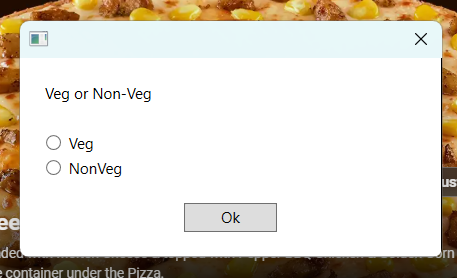 Veg or Non-Veg
Veg
NonVeg
Ok
container under the Pizza.